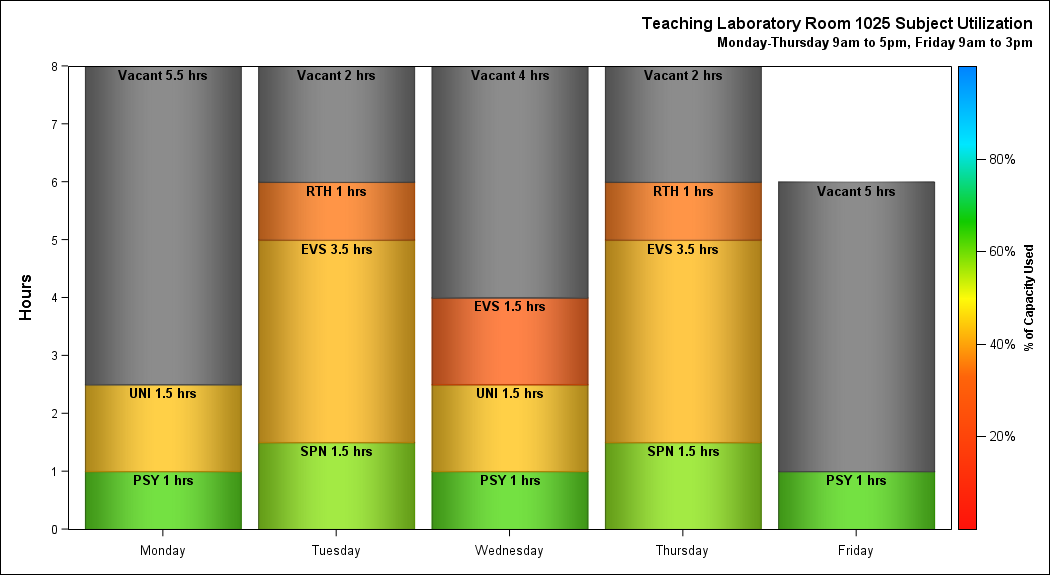 Teaching Laboratory Room 1025 Subject Utilization
Monday-Thursday 9am to 5pm, Friday 9am to 3pm
8
Vacant 5.5 hrs
Vacant 2 hrs
Vacant 4 hrs
Vacant 2 hrs
7
80%
6
RTH 1 hrs
RTH 1 hrs
Vacant 5 hrs
5
EVS 3.5 hrs
EVS 3.5 hrs
60%
Hours
% of Capacity Used
4
EVS 1.5 hrs
40%
3
UNI 1.5 hrs
UNI 1.5 hrs
2
SPN 1.5 hrs
SPN 1.5 hrs
20%
1
PSY 1 hrs
PSY 1 hrs
PSY 1 hrs
0
Monday
Tuesday
Wednesday
Thursday
Friday